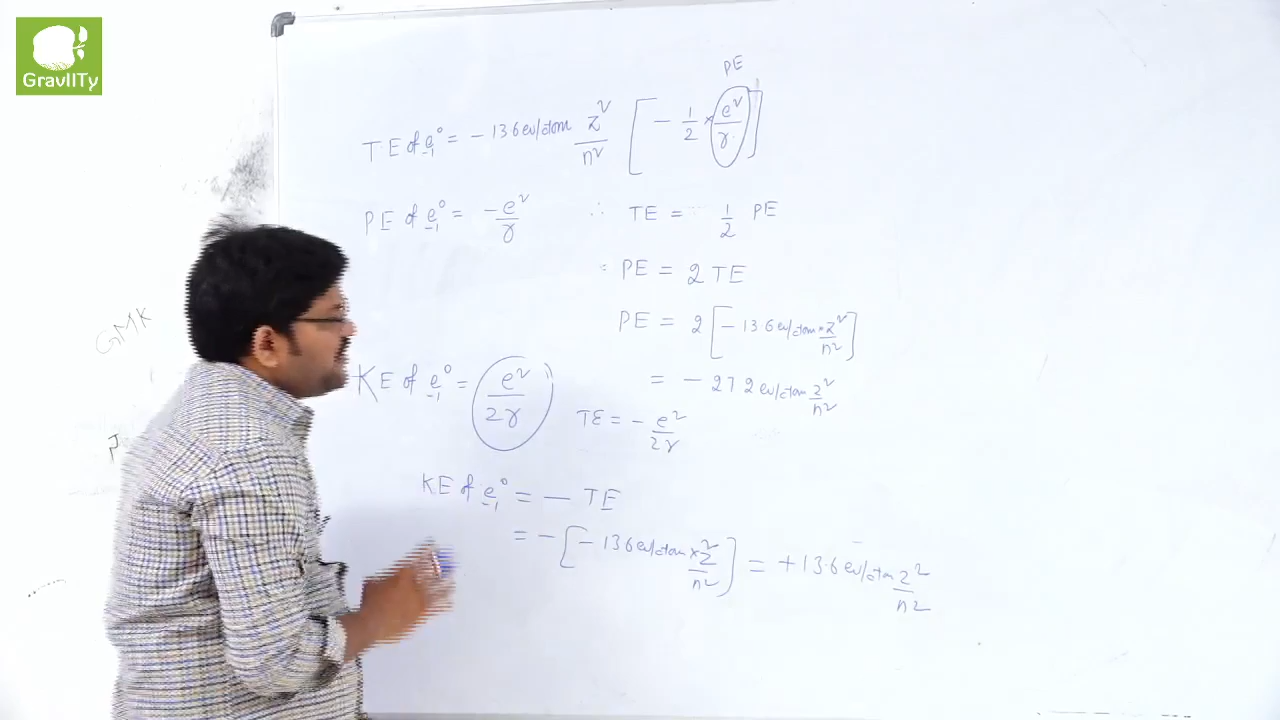 GravIITy
PE
TE of e° -1 = - 13.6 ev/atom Z²/n² [ - 1/2 × e²/r ]
PE of e° -1 = -e²/r ∴ TE = 1/2 PE
∴ PE = 2 TE
PE = 2 [ - 13.6 ev/atom × Z²/n² ]
= - 27.2 ev/atom Z²/n²
KE of e° -1 = e²/2r
TE = - e²/2r
KE of e° -1 = - TE
= - [ - 13.6 ev/atom × Z²/n² ] = + 13.6 ev/atom Z²/n²
GMK